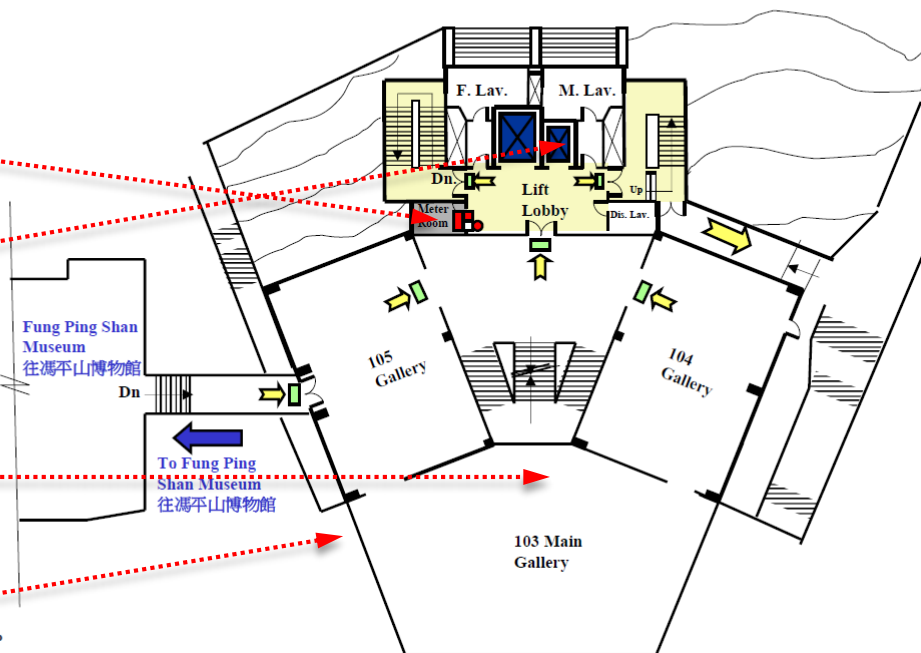 F. Lav.
M. Lav.
Dn.
Lift
Lobby
Up
Meter
Room
Dis. Lav.
Fung Ping Shan
Museum
往馮平山博物館
Dn
105
Gallery
104
Gallery
To Fung Ping
Shan Museum
往馮平山博物館
103 Main
Gallery